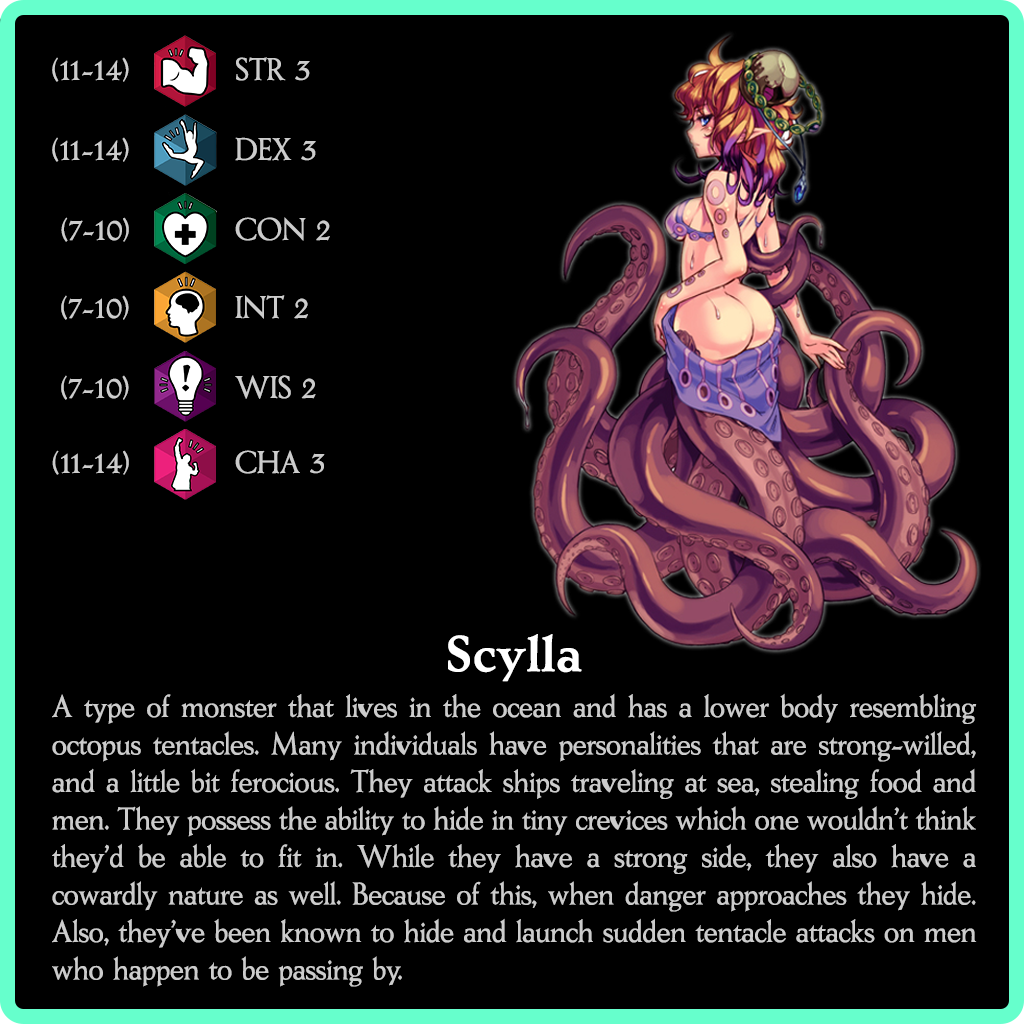 (11-14) STR 3
(11-14) DEX 3
(7-10) CON 2
(7-10) INT 2
(7-10) WIS 2
(11-14) CHA 3
Scylla
A type of monster that lives in the ocean and has a lower body resembling
octopus tentacles. Many individuals have personalities that are strong-willed,
and a little bit ferocious. They attack ships traveling at sea, stealing food and
men. They possess the ability to hide in tiny crevices which one wouldn't think
they'd be able to fit in. While they have a strong side, they also have a
cowardly nature as well. Because of this, when danger approaches they hide.
Also, they've been known to hide and launch sudden tentacle attacks on men
who happen to be passing by.